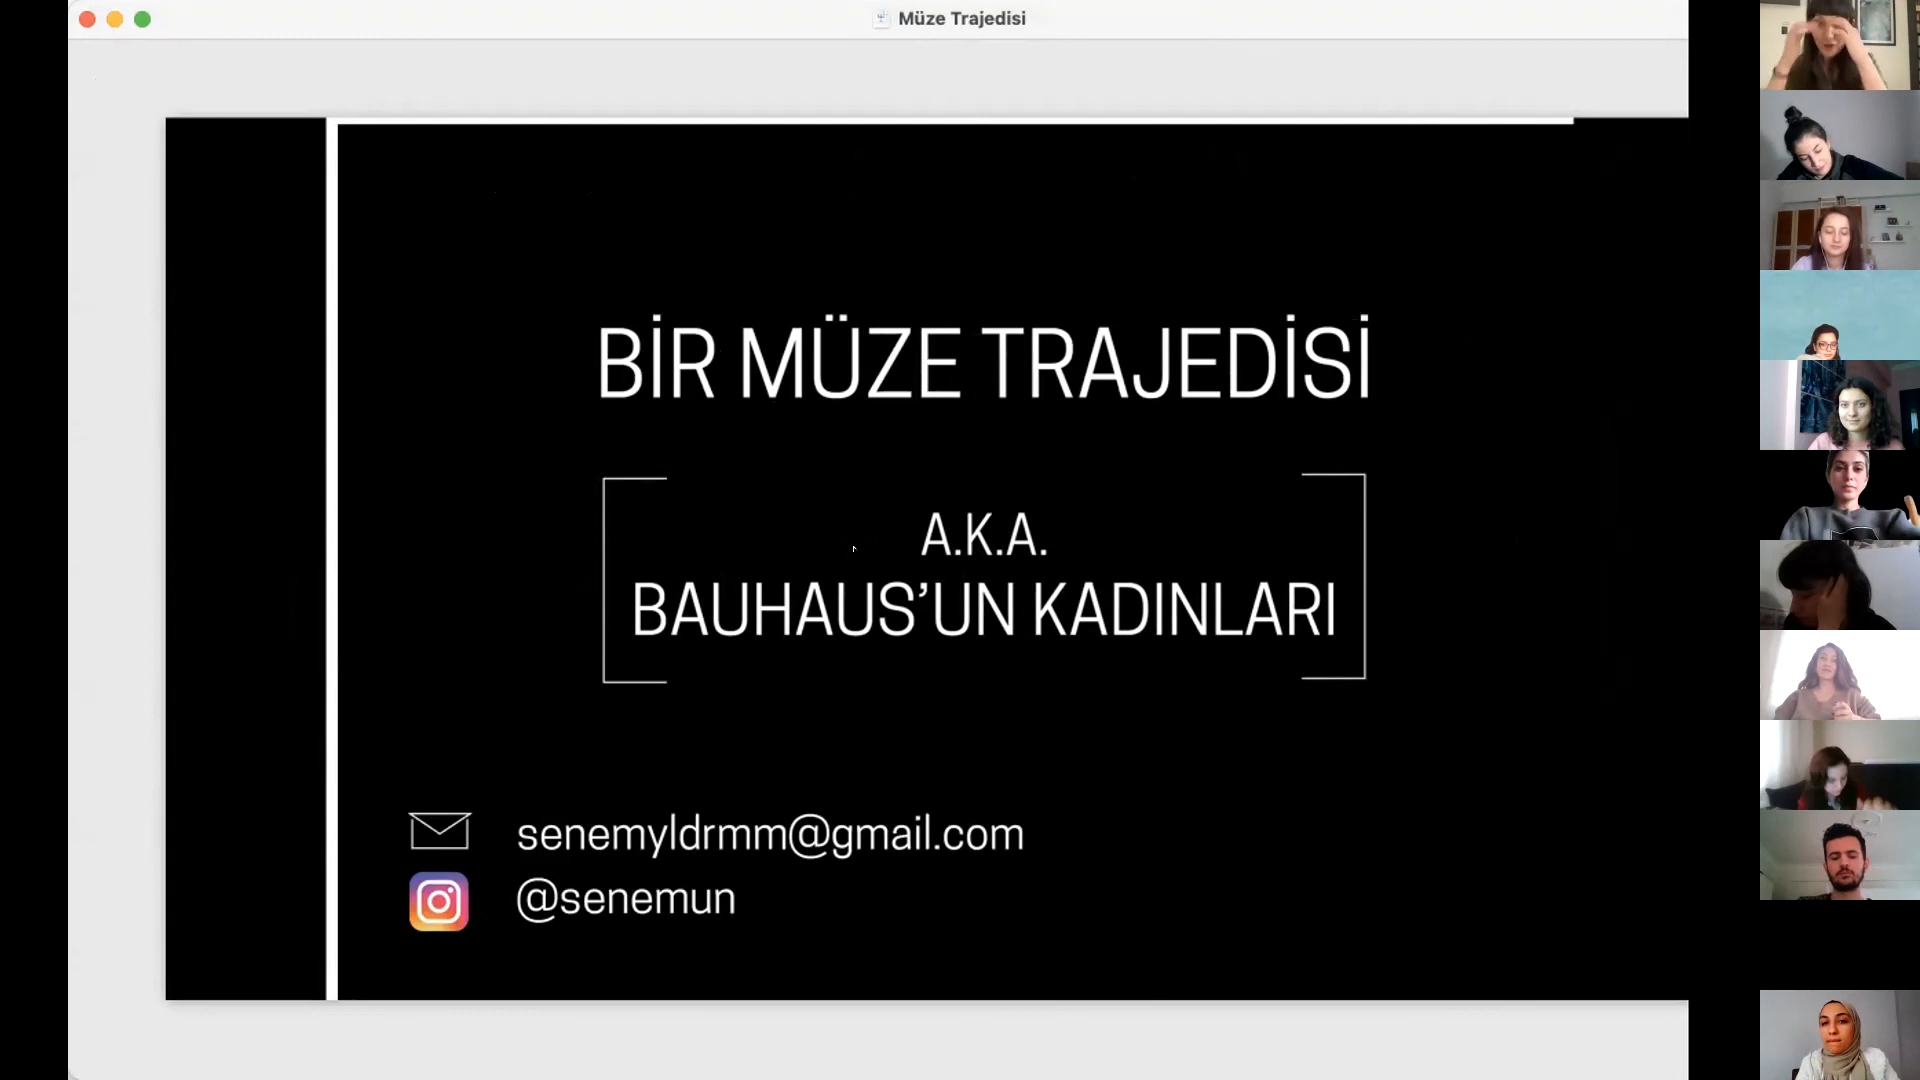 Müze Trajedisi
BİR MÜZE TRAJEDİSİ
A.K.A.
BAUHAUS’UN KADINLARI
senemyldrmm@gmail.com
@senemun